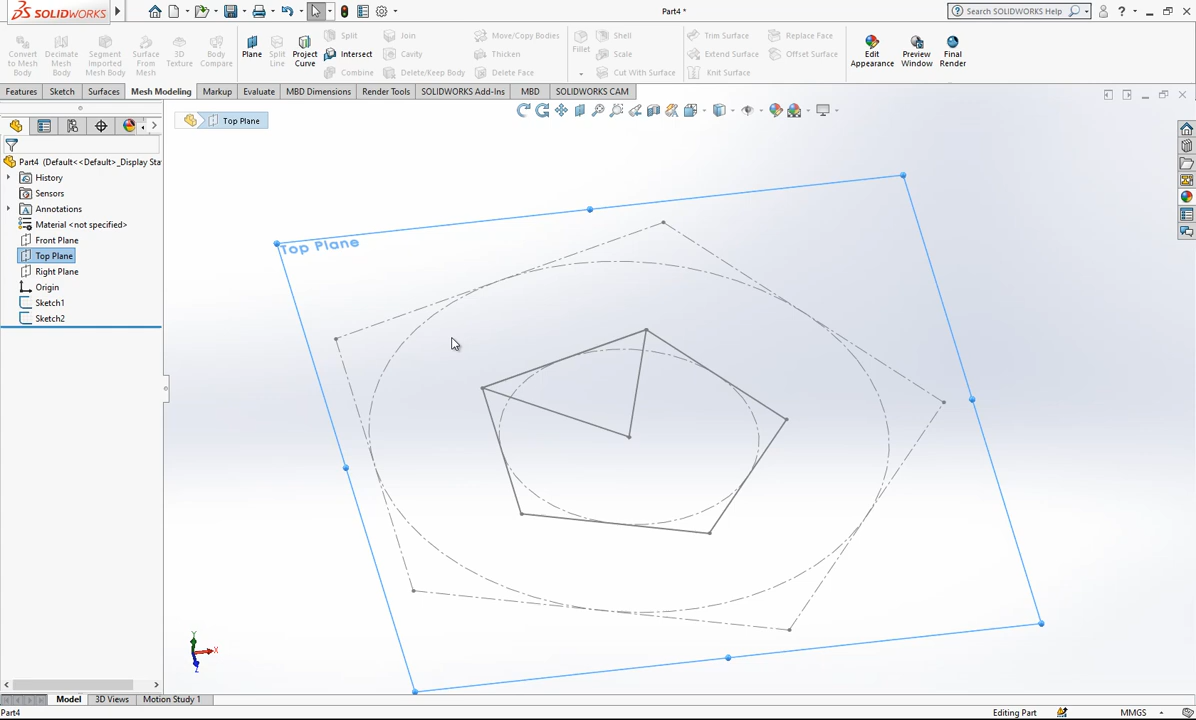 SOLIDWORKS
Part4 *
Search SOLIDWORKS Help
Convert to Mesh Body
Decimate Mesh Body
Segment Imported Mesh Body
Surface From Mesh
3D Texture
Body Compare
Plane
Split Line
Project Curve
Split
Intersect
Combine
Join
Cavity
Delete/Keep Body
Move/Copy Bodies
Thicken
Delete Face
Fillet
Shell
Scale
Cut With Surface
Trim Surface
Extend Surface
Knit Surface
Replace Face
Offset Surface
Edit Appearance
Preview Window
Final Render
Features Sketch Surfaces Mesh Modeling Markup Evaluate MBD Dimensions Render Tools SOLIDWORKS Add-Ins MBD SOLIDWORKS CAM
Top Plane
Part4 (Default<<Default>_Display Sta
History
Sensors
Annotations
Material <not specified>
Front Plane
Top Plane
Right Plane
Origin
Sketch1
Sketch2
Top Plane
Y
X
Z
Model 3D Views Motion Study 1
Part4
Editing Part
MMGS